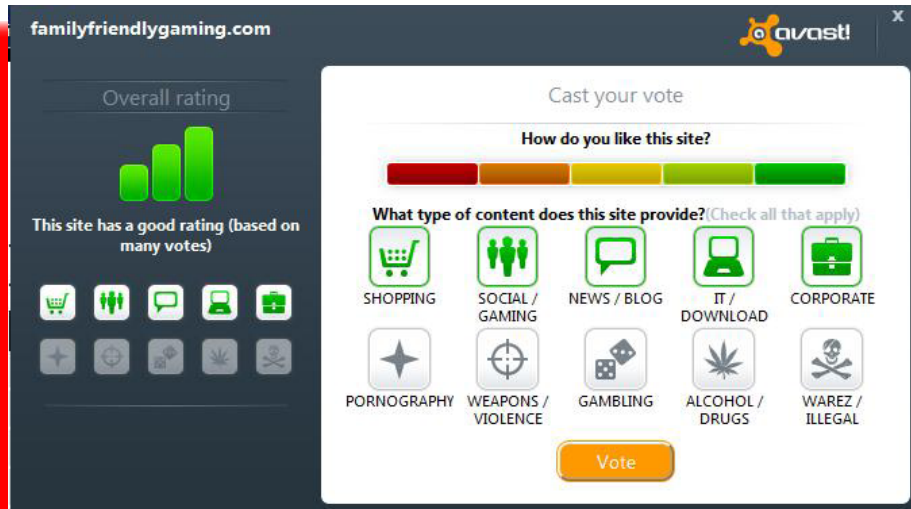 familyfriendlygaming.com
avast!
x
Overall rating
This site has a good rating (based on
many votes)
Cast your vote
How do you like this site?
What type of content does this site provide?(Check all that apply)
SHOPPING
SOCIAL /
GAMING
NEWS / BLOG
IT /
DOWNLOAD
CORPORATE
PORNOGRAPHY
WEAPONS /
VIOLENCE
GAMBLING
ALCOHOL /
DRUGS
WAREZ /
ILLEGAL
Vote